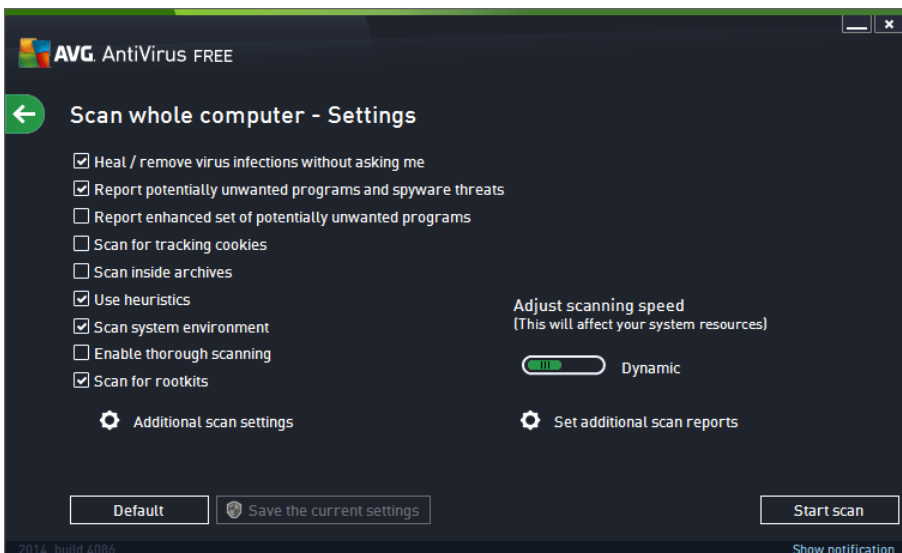 AVG. AntiVirus FREE
Scan whole computer - Settings
Heal / remove virus infections without asking me
Report potentially unwanted programs and spyware threats
Report enhanced set of potentially unwanted programs
Scan for tracking cookies
Scan inside archives
Use heuristics
Scan system environment
Enable thorough scanning
Scan for rootkits
Adjust scanning speed
(This will affect your system resources)
Dynamic
Additional scan settings
Set additional scan reports
Default
Save the current settings
Start scan
2014 build 4086
Show notification